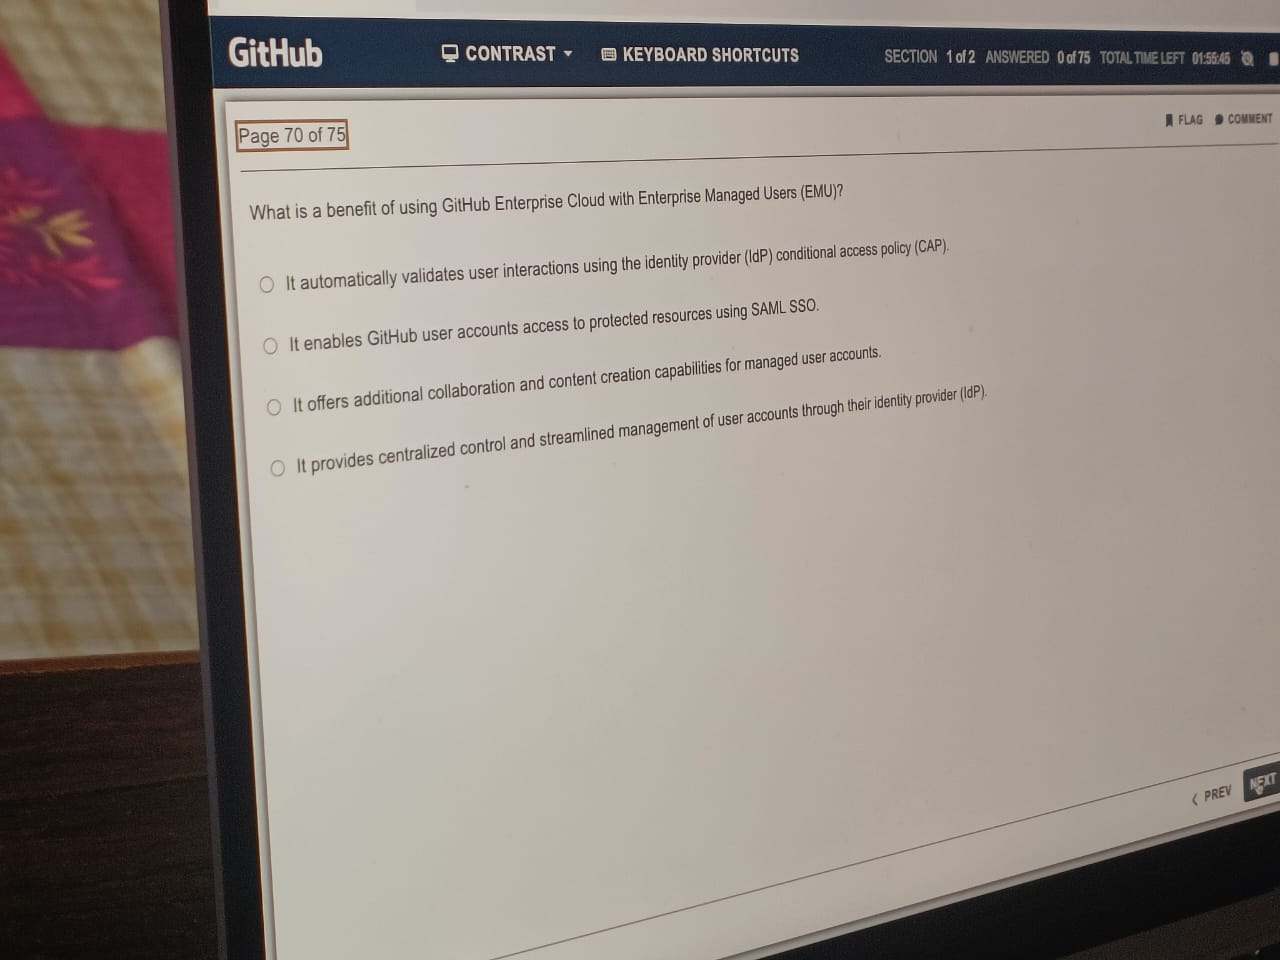 GitHub CONTRAST KEYBOARD SHORTCUTS SECTION 1 of 2 ANSWERED 0 of 75 TOTAL TIME LEFT 01:55:45
Page 70 of 75 FLAG COMMENT
What is a benefit of using GitHub Enterprise Cloud with Enterprise Managed Users (EMU)?
It automatically validates user interactions using the identity provider (IdP) conditional access policy (CAP).
It enables GitHub user accounts access to protected resources using SAML SSO.
It offers additional collaboration and content creation capabilities for managed user accounts.
It provides centralized control and streamlined management of user accounts through their identity provider (IdP).
PREV NEXT